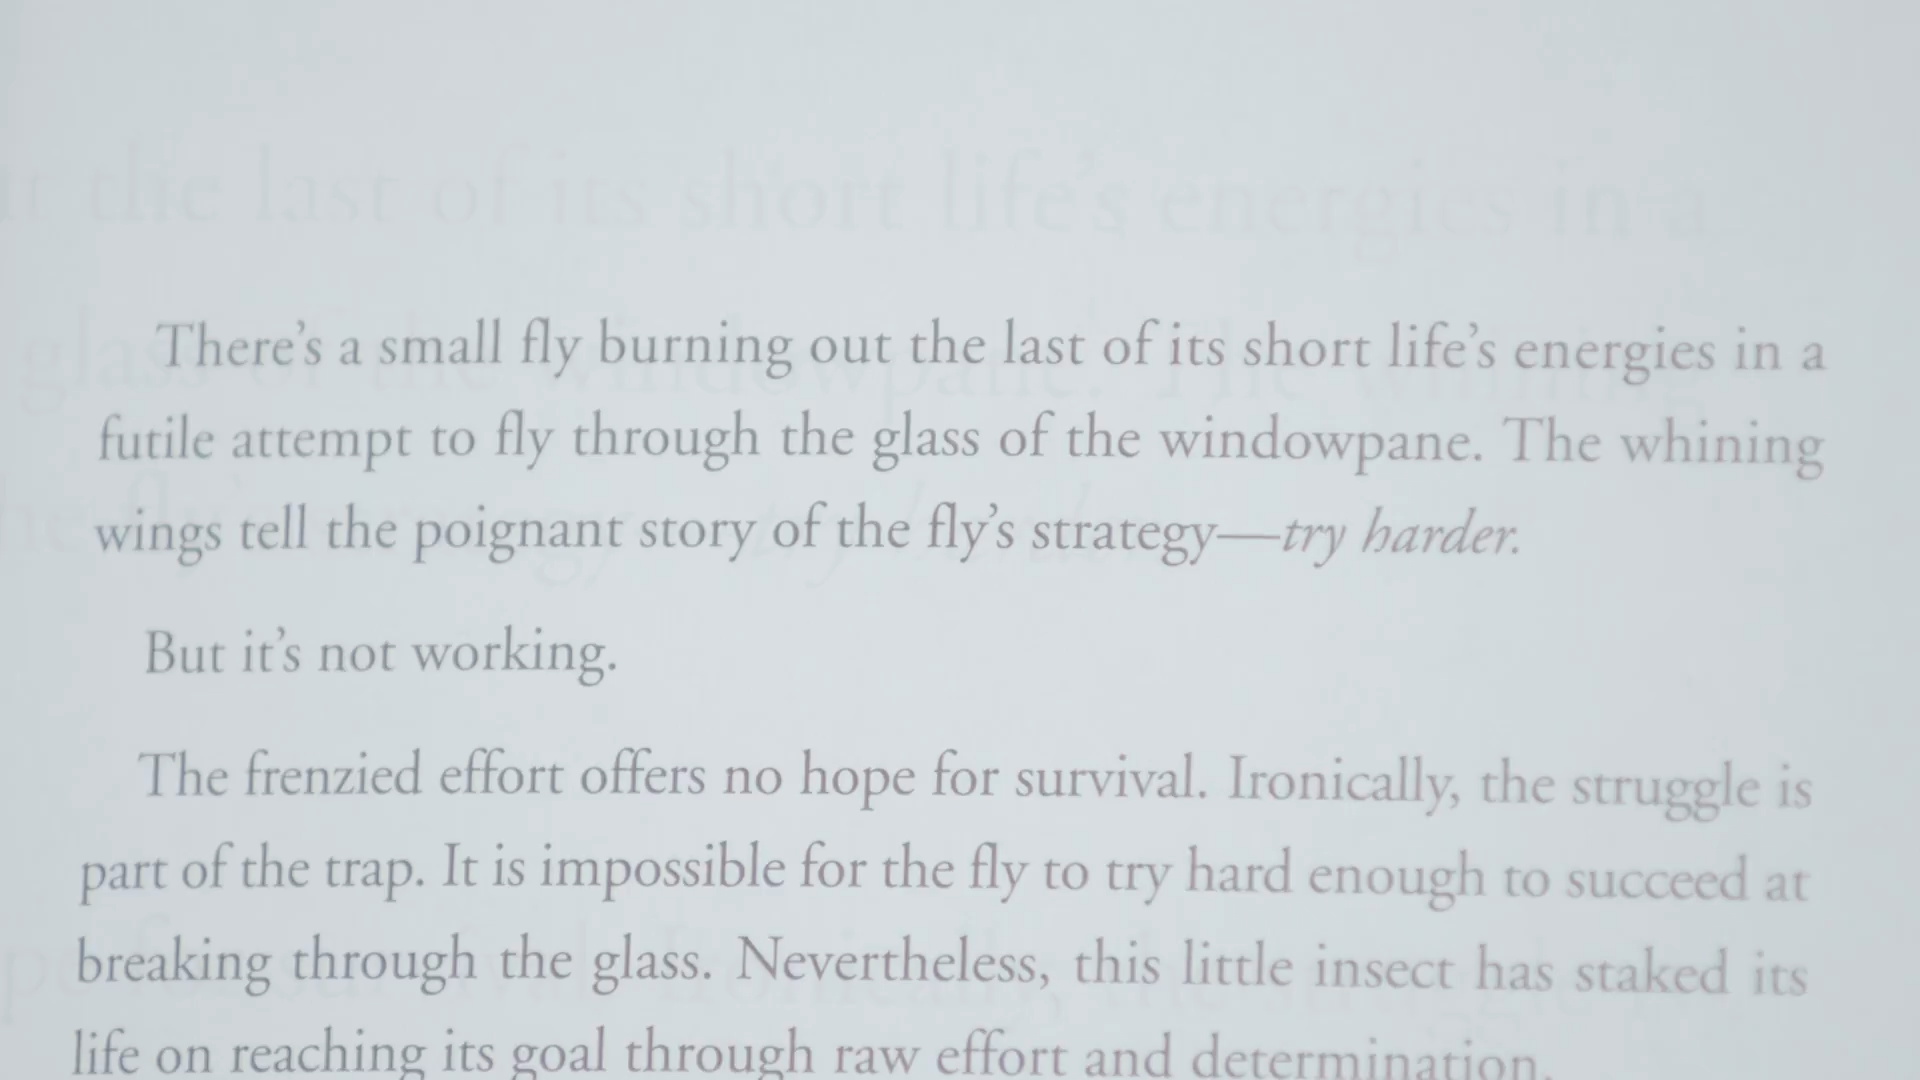 There’s a small fly burning out the last of its short life’s energies in a
futile attempt to fly through the glass of the windowpane. The whining
wings tell the poignant story of the fly’s strategy—try harder.
But it’s not working.
The frenzied effort offers no hope for survival. Ironically, the struggle is
part of the trap. It is impossible for the fly to try hard enough to succeed at
breaking through the glass. Nevertheless, this little insect has staked its
life on reaching its goal through raw effort and determination.